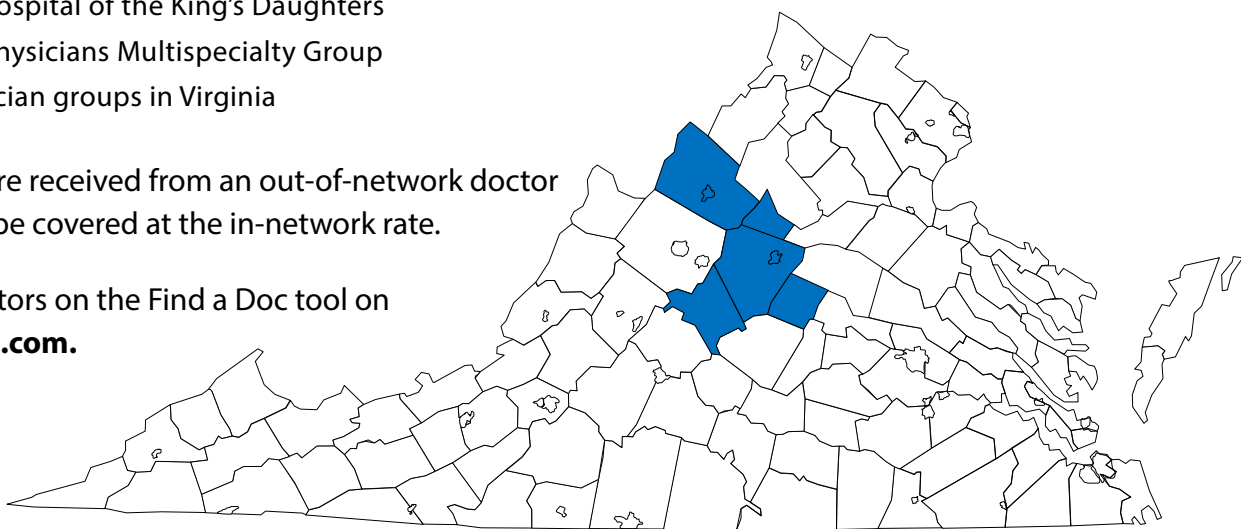 ospital of the King's Daughters
hysicians Multispecialty Group
cian groups in Virginia
re received from an out-of-network doctor
be covered at the in-network rate.
tors on the Find a Doc tool on
.com.